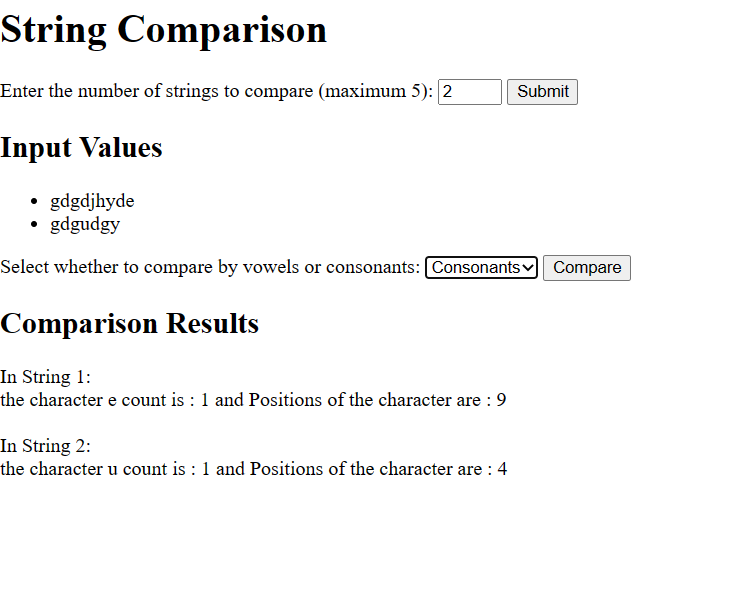 String Comparison
Enter the number of strings to compare (maximum 5): 2 Submit
Input Values
• gdgdjhyde
• gdgudgy
Select whether to compare by vowels or consonants: Consonants Compare
Comparison Results
In String 1:
the character e count is : 1 and Positions of the character are : 9
In String 2:
the character u count is : 1 and Positions of the character are : 4